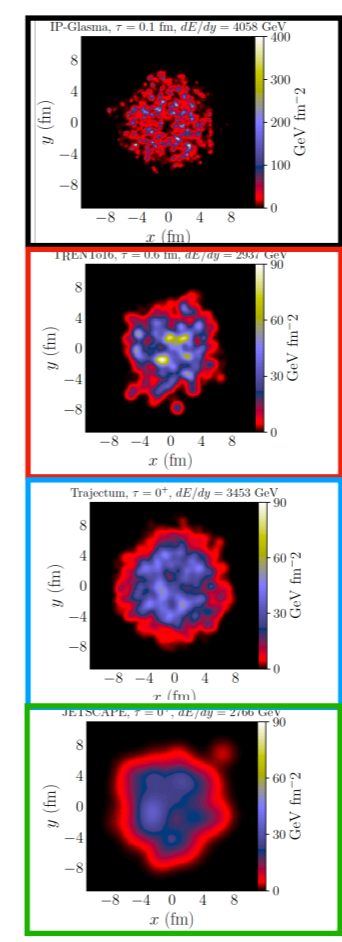 IP-Glasma, τ = 0.1 fm, dE/dy = 4058 GeV
8
4
0
−4
−8
y (fm)
−8 −4 0 4 8
x (fm)
400
300
200
100
0
GeV fm−2
TRENTo16, τ = 0.6 fm, dE/dy = 2937 GeV
8
4
0
−4
−8
y (fm)
−8 −4 0 4 8
x (fm)
90
60
30
0
GeV fm−2
Trajectum, τ = 0⁺, dE/dy = 3453 GeV
8
4
0
−4
−8
y (fm)
−8 −4 0 4 8
x (fm)
90
60
30
0
GeV fm−2
JETSCAPE, τ = 0⁺, dE/dy = 2766 GeV
8
4
0
−4
−8
y (fm)
−8 −4 0 4 8
x (fm)
90
60
30
0
GeV fm−2